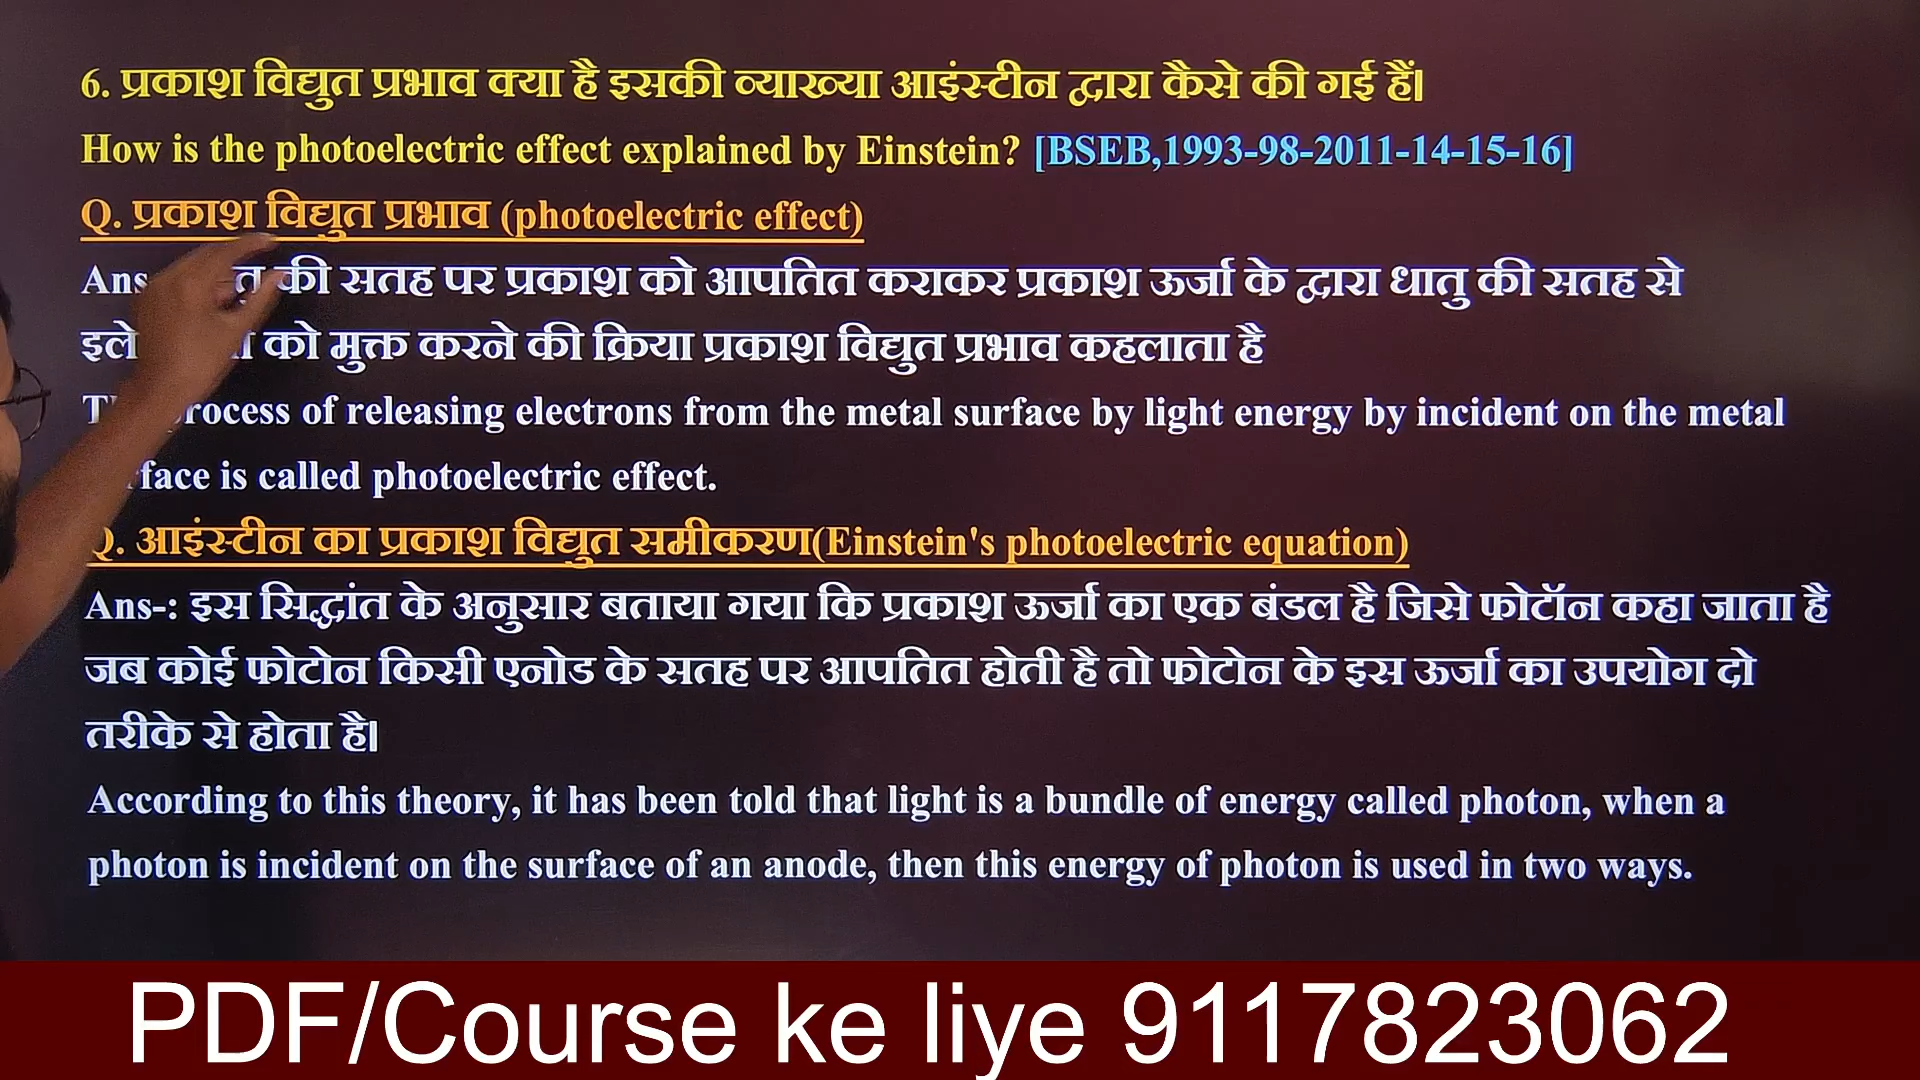 6. प्रकाश विद्युत प्रभाव क्या है इसकी व्याख्या आइंस्टीन द्वारा कैसे की गई हैं।
How is the photoelectric effect explained by Einstein? [BSEB,1993-98-2011-14-15-16]
Q. प्रकाश विद्युत प्रभाव (photoelectric effect)
Ans की सतह पर प्रकाश को आपतित कराकर प्रकाश ऊर्जा के द्वारा धातु की सतह से
को मुक्त करने की क्रिया प्रकाश विद्युत प्रभाव कहलाता है
of releasing electrons from the metal surface by light energy by incident on the metal
is called photoelectric effect.
Q. आइंस्टीन का प्रकाश विद्युत समीकरण(Einstein's photoelectric equation)
Ans-: इस सिद्धांत के अनुसार बताया गया कि प्रकाश ऊर्जा का एक बंडल है जिसे फोटॉन कहा जाता है
जब कोई फोटोन किसी एनोड के सतह पर आपतित होती है तो फोटोन के इस ऊर्जा का उपयोग दो
तरीके से होता है।
According to this theory, it has been told that light is a bundle of energy called photon, when a
photon is incident on the surface of an anode, then this energy of photon is used in two ways.
PDF/Course ke liye 9117823062